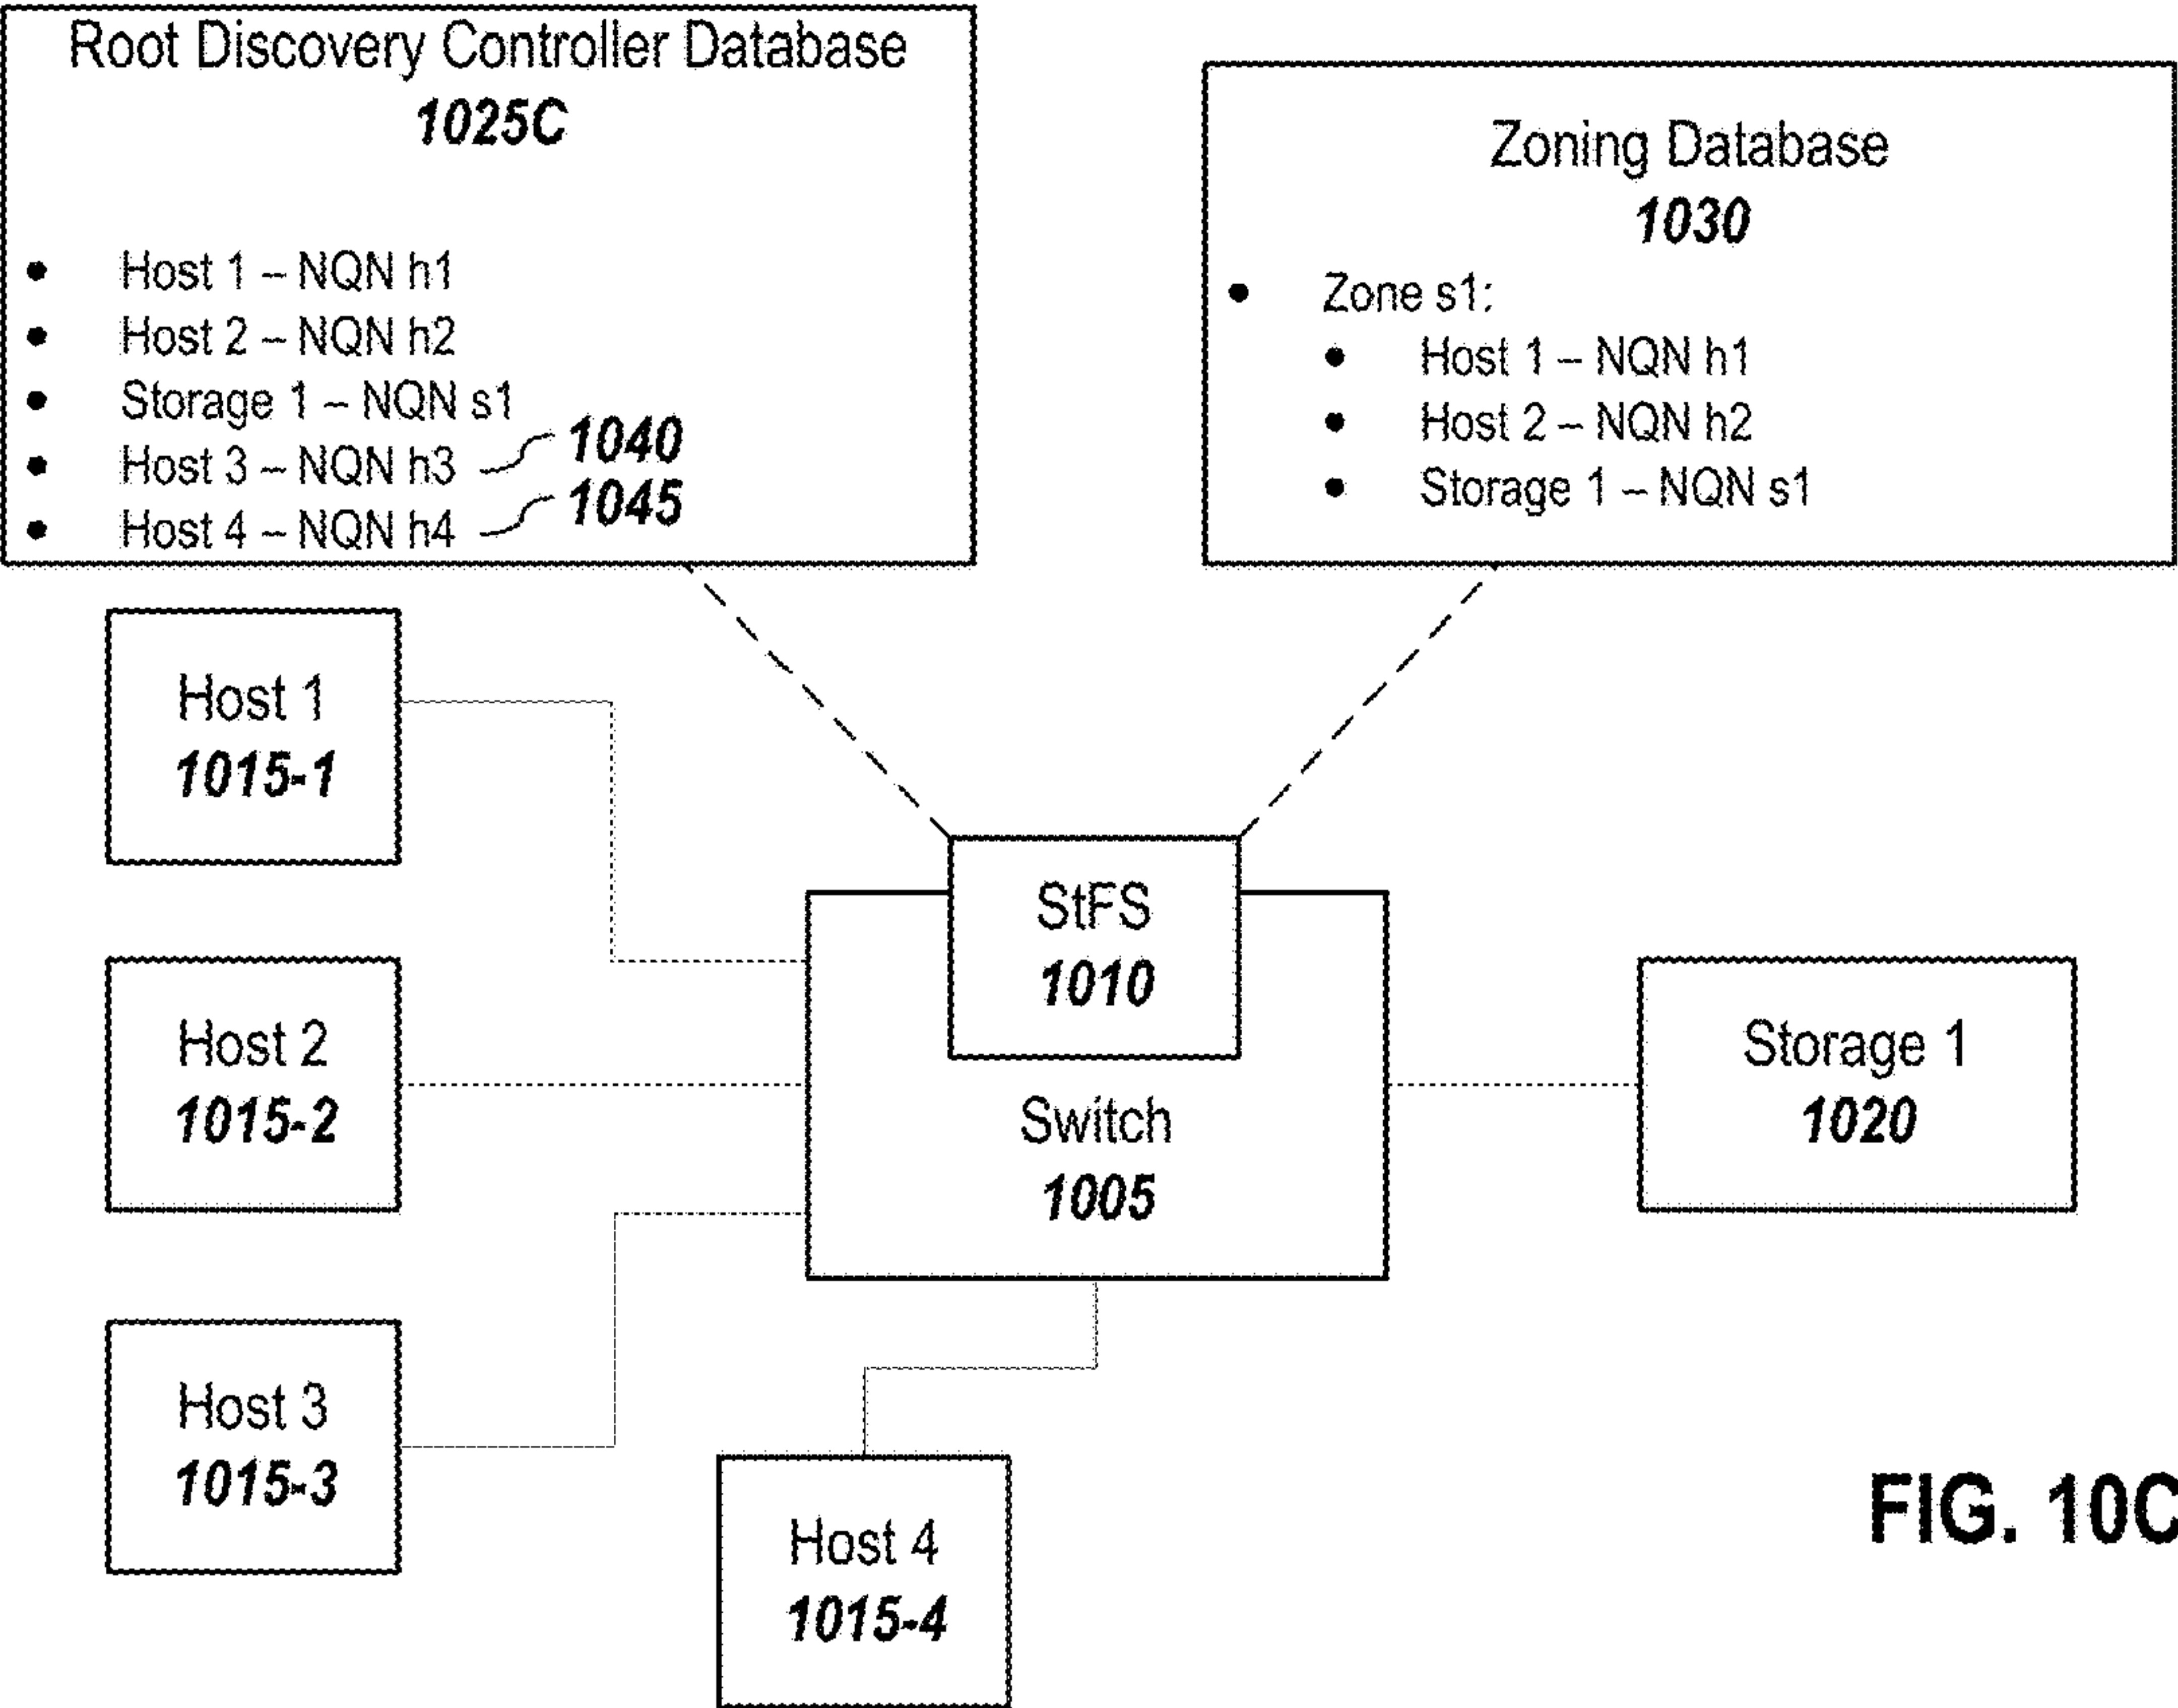 Root Discovery Controller Database
1025C
• Host 1 – NQN h1
• Host 2 – NQN h2
• Storage 1 – NQN s1
• Host 3 – NQN h3 1040
• Host 4 – NQN h4 1045
Zoning Database
1030
• Zone s1:
• Host 1 – NQN h1
• Host 2 – NQN h2
• Storage 1 – NQN s1
Host 1
1015-1
StFS
1010
Host 2
1015-2
Switch
1005
Storage 1
1020
Host 3
1015-3
Host 4
1015-4
FIG. 10C